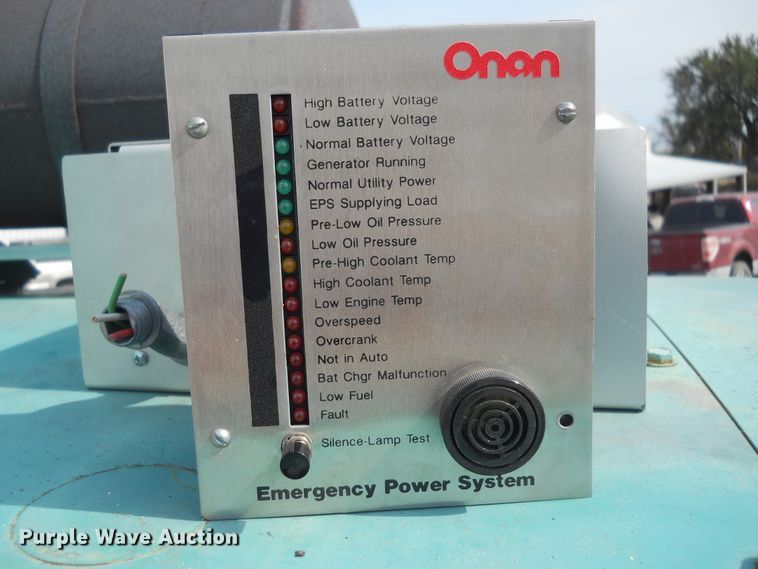 Onan
High Battery Voltage
Low Battery Voltage
Normal Battery Voltage
Generator Running
Normal Utility Power
EPS Supplying Load
Pre-Low Oil Pressure
Low Oil Pressure
Pre-High Coolant Temp
High Coolant Temp
Low Engine Temp
Overspeed
Overcrank
Not in Auto
Bat Chgr Malfunction
Low Fuel
Fault
Silence-Lamp Test
Emergency Power System
Purple Wave Auction